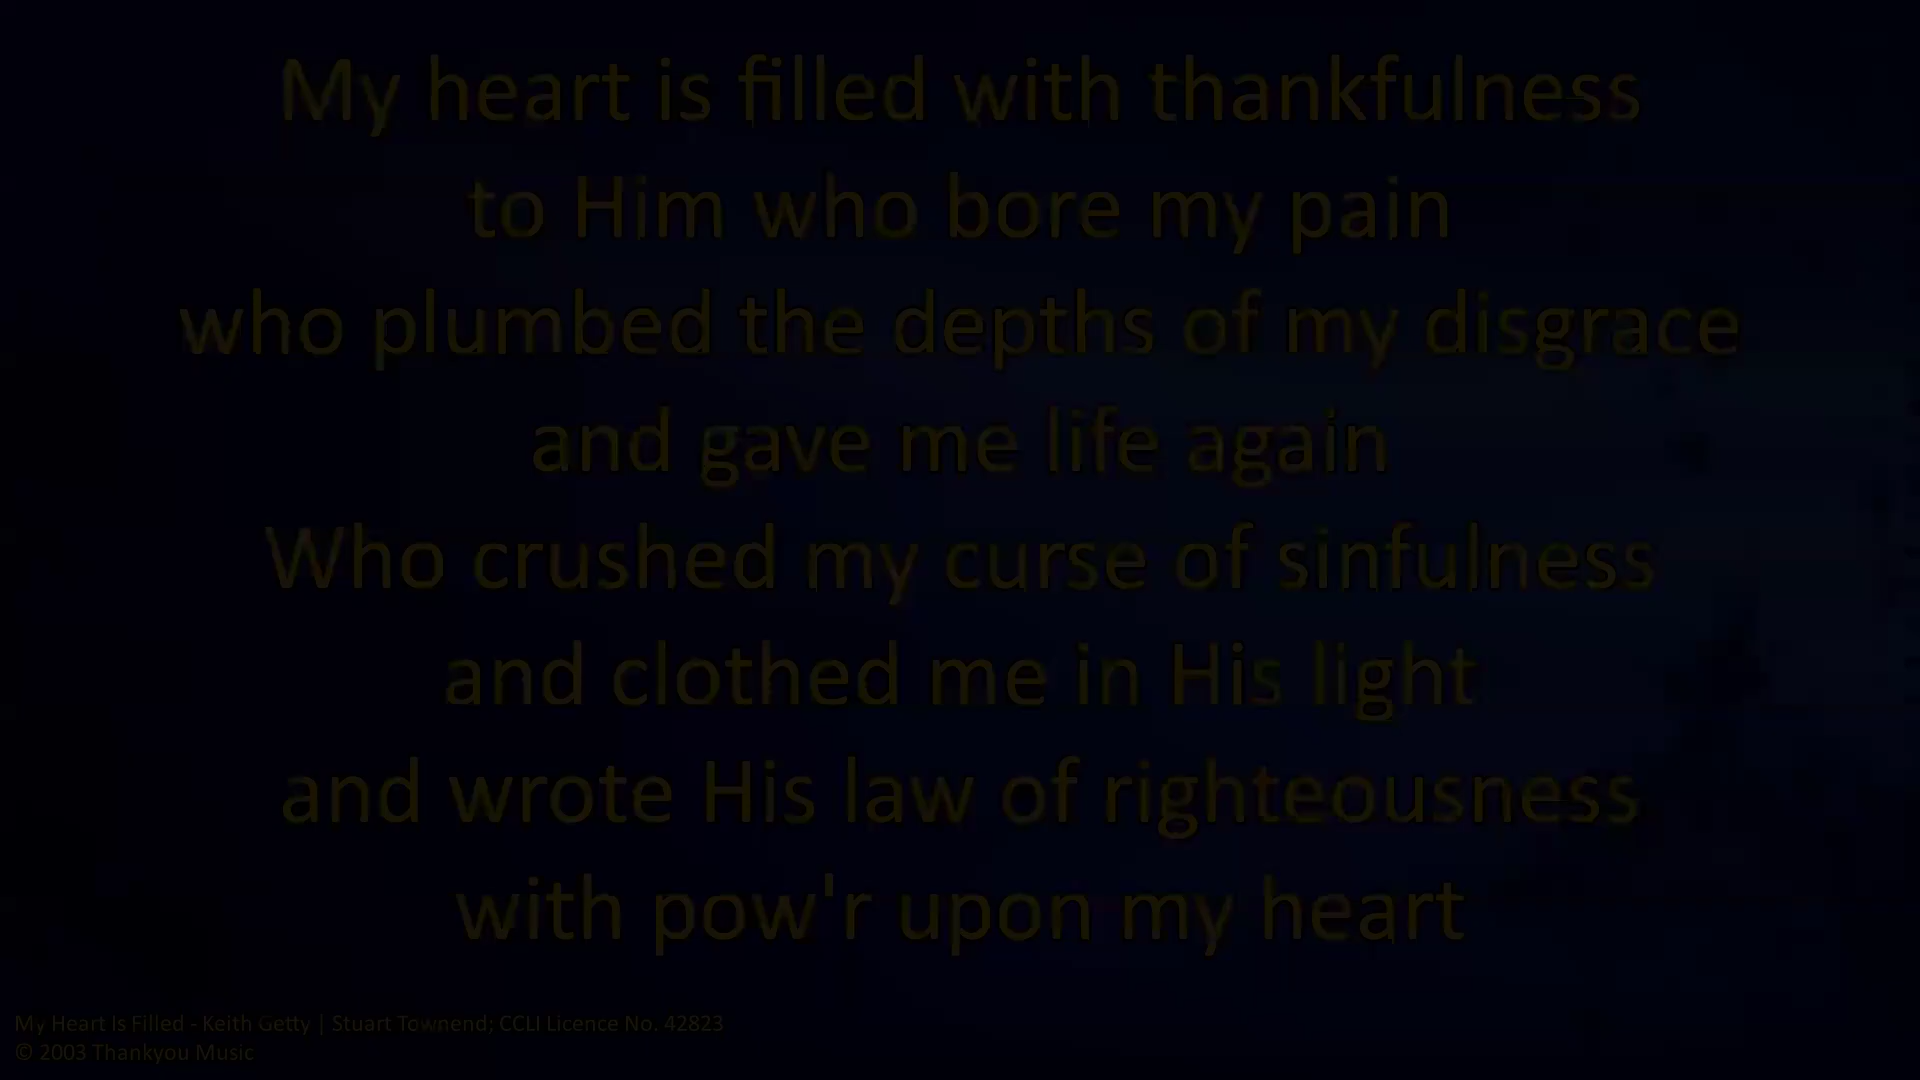 My heart is filled with thankfulness
to Him who bore my pain
who plumbed the depths of my disgrace
and gave me life again
Who crushed my curse of sinfulness
and clothed me in His light
and wrote His law of righteousness
with pow'r upon my heart
My Heart Is Filled - Keith Getty | Stuart Townend; CCLI Licence No. 42823
© 2003 Thankyou Music